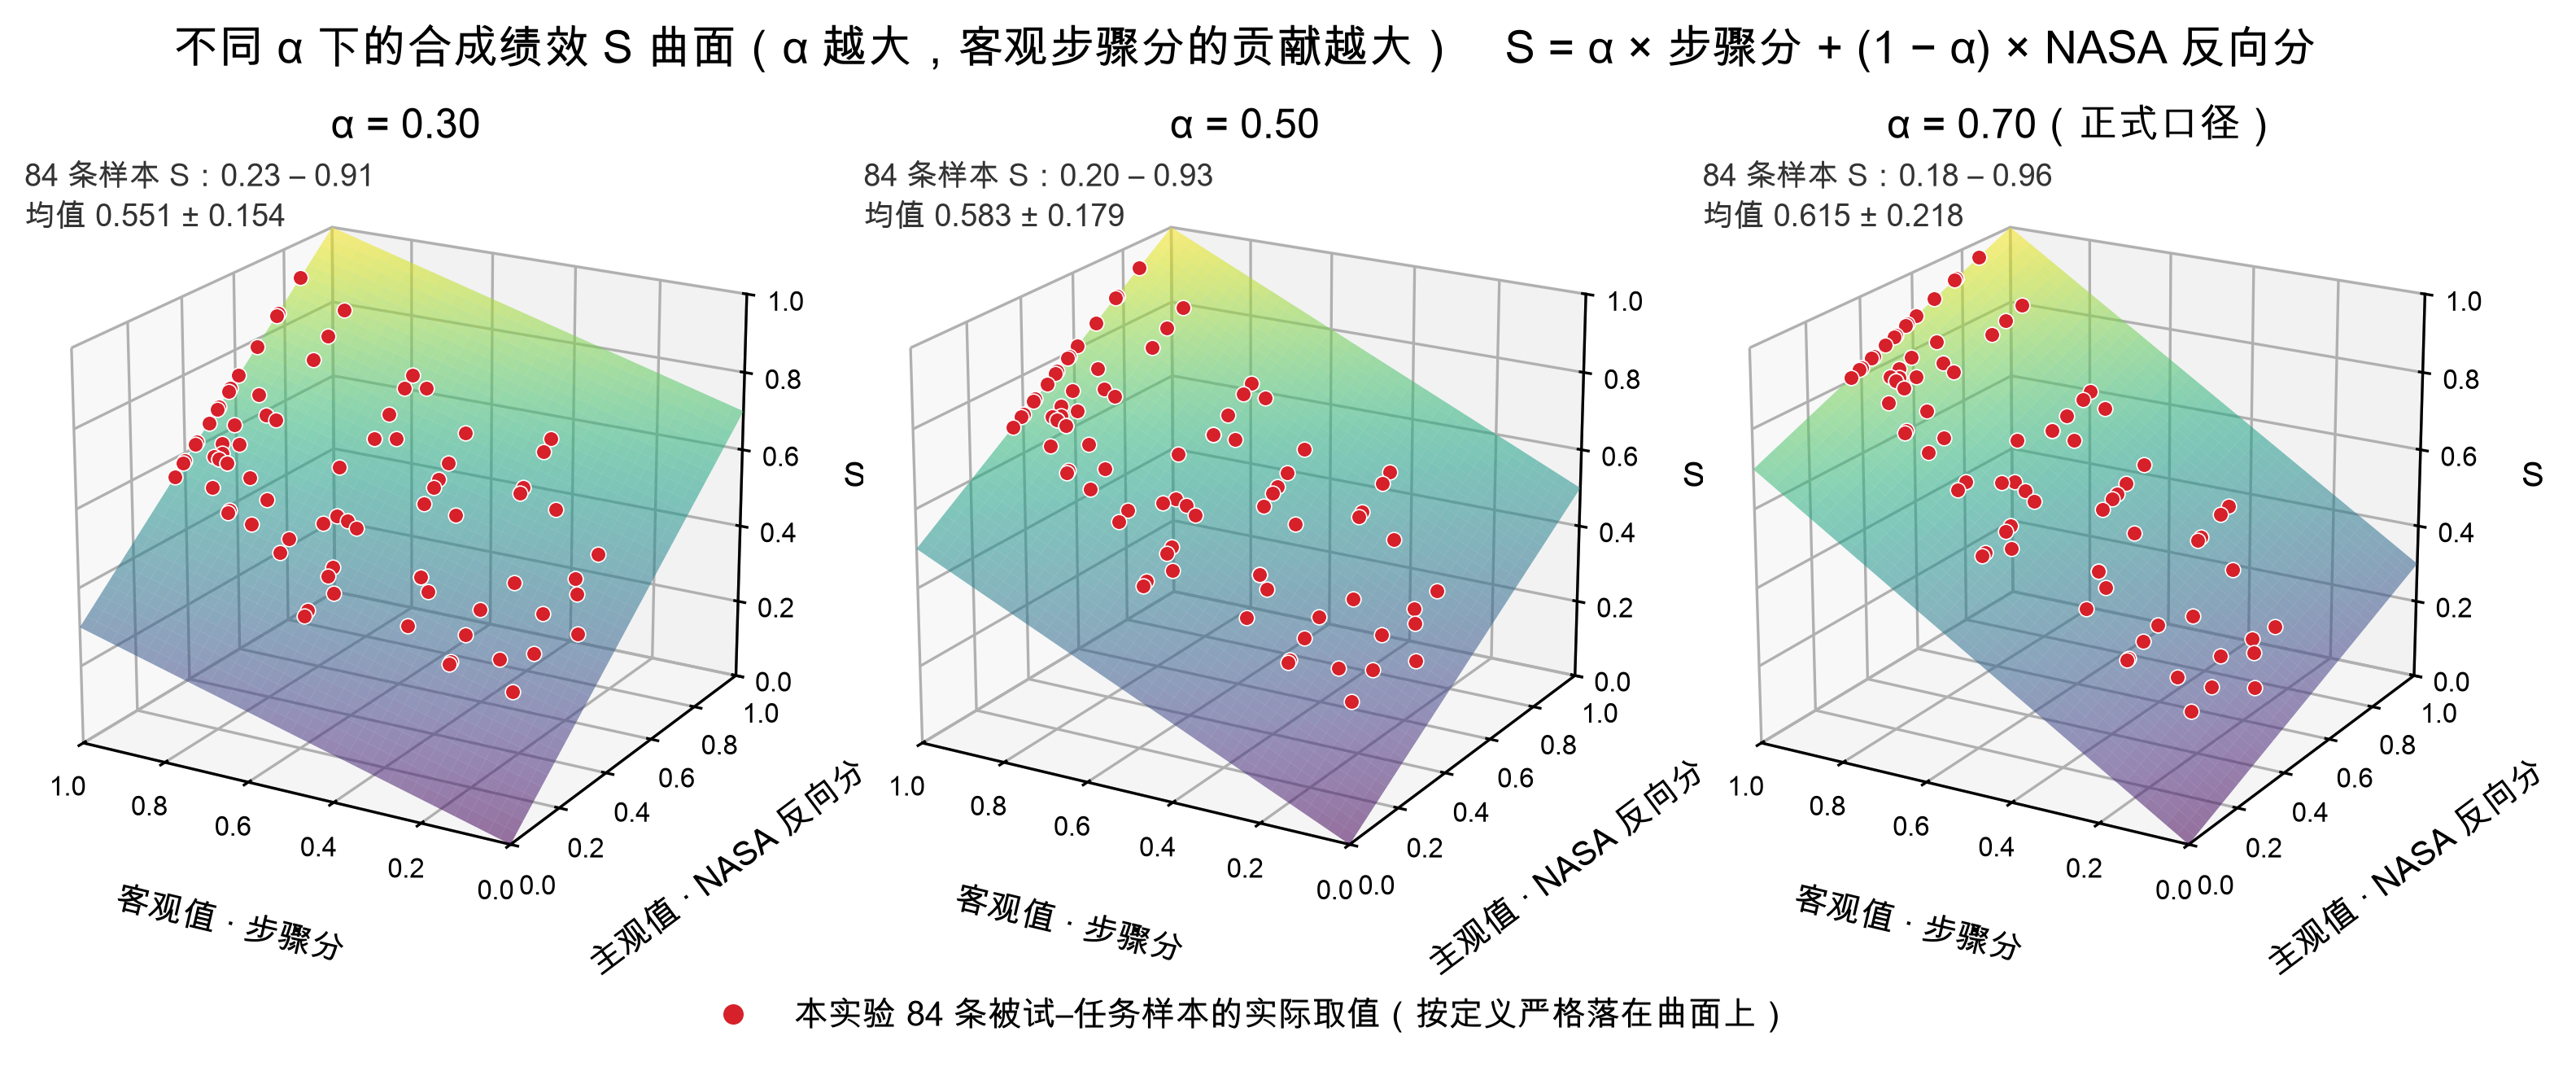 不同 α 下的合成绩效 S 曲面（α 越大，客观步骤分的贡献越大） S = α × 步骤分 + (1 − α) × NASA 反向分
α = 0.30
84 条样本 S：0.23 – 0.91
均值 0.551 ± 0.154
1.0
0.8
0.6
0.4
0.2
0.0
S
1.0
0.8
0.6
0.4
0.2
0.0
1.0
0.8
0.6
0.4
0.2
0.0
客观值 · 步骤分
主观值 · NASA 反向分
α = 0.50
84 条样本 S：0.20 – 0.93
均值 0.583 ± 0.179
1.0
0.8
0.6
0.4
0.2
0.0
S
1.0
0.8
0.6
0.4
0.2
0.0
1.0
0.8
0.6
0.4
0.2
0.0
客观值 · 步骤分
主观值 · NASA 反向分
α = 0.70（正式口径）
84 条样本 S：0.18 – 0.96
均值 0.615 ± 0.218
1.0
0.8
0.6
0.4
0.2
0.0
S
1.0
0.8
0.6
0.4
0.2
0.0
1.0
0.8
0.6
0.4
0.2
0.0
客观值 · 步骤分
主观值 · NASA 反向分
本实验 84 条被试–任务样本的实际取值（按定义严格落在曲面上）